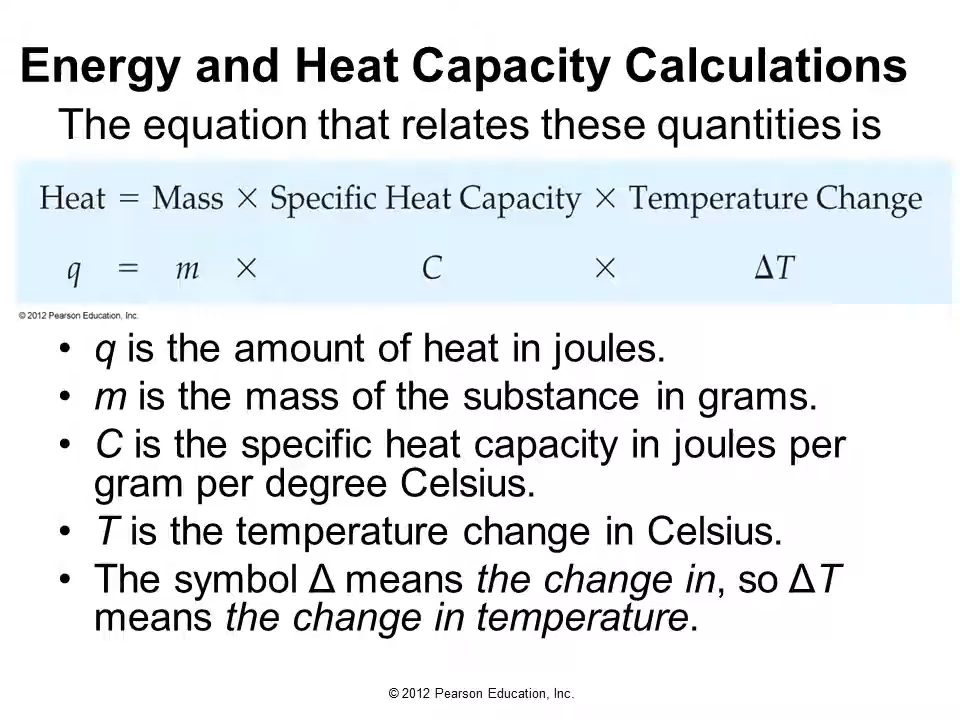 Energy and Heat Capacity Calculations
The equation that relates these quantities is
Heat = Mass × Specific Heat Capacity × Temperature Change
q = m × C × ΔT
© 2012 Pearson Education, Inc.
• q is the amount of heat in joules.
• m is the mass of the substance in grams.
• C is the specific heat capacity in joules per
gram per degree Celsius.
• T is the temperature change in Celsius.
• The symbol Δ means the change in, so ΔT
means the change in temperature.
© 2012 Pearson Education, Inc.